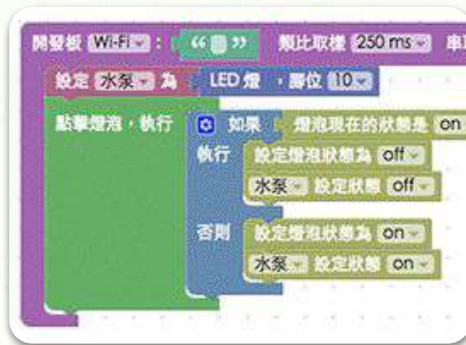 開發板 Wi-Fi : “ ” 類比取樣 250 ms 串
設定 水泵 為 LED 燈 ,腳位 10
點擊燈泡,執行 如果 燈泡現在的狀態是 on
執行 設定燈泡狀態為 off
水泵 設定狀態 off
否則 設定燈泡狀態為 on
水泵 設定狀態 on